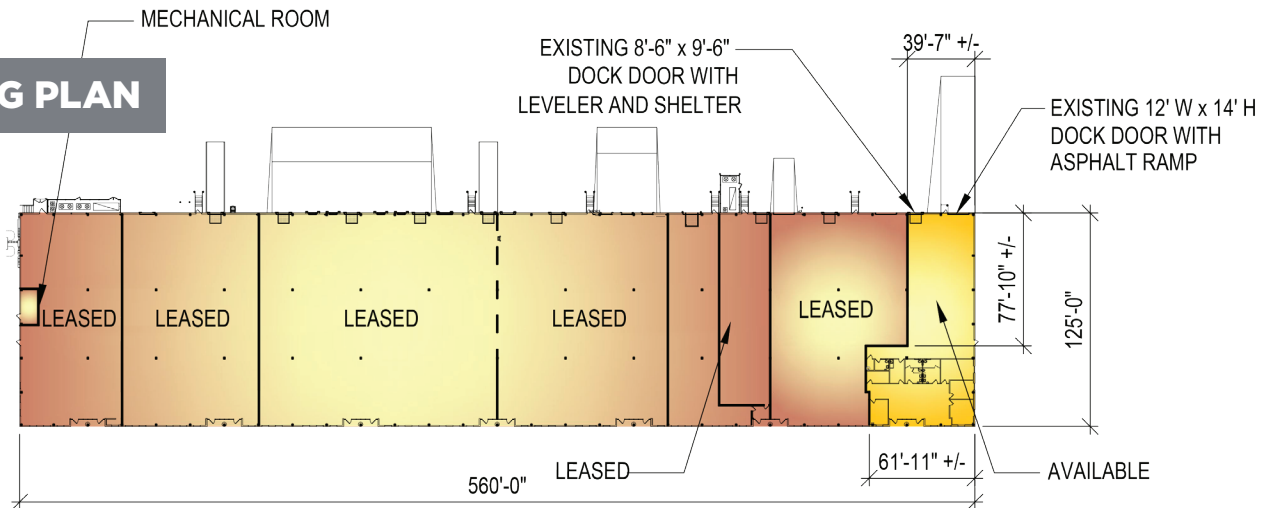 MECHANICAL ROOM
G PLAN
EXISTING 8'-6" x 9'-6"
DOCK DOOR WITH
LEVELER AND SHELTER
39'-7" +/-
EXISTING 12' W x 14' H
DOCK DOOR WITH
ASPHALT RAMP
LEASED
LEASED
LEASED
LEASED
LEASED
77'-10" +/-
125'-0"
LEASED
61'-11" +/-
AVAILABLE
560'-0"